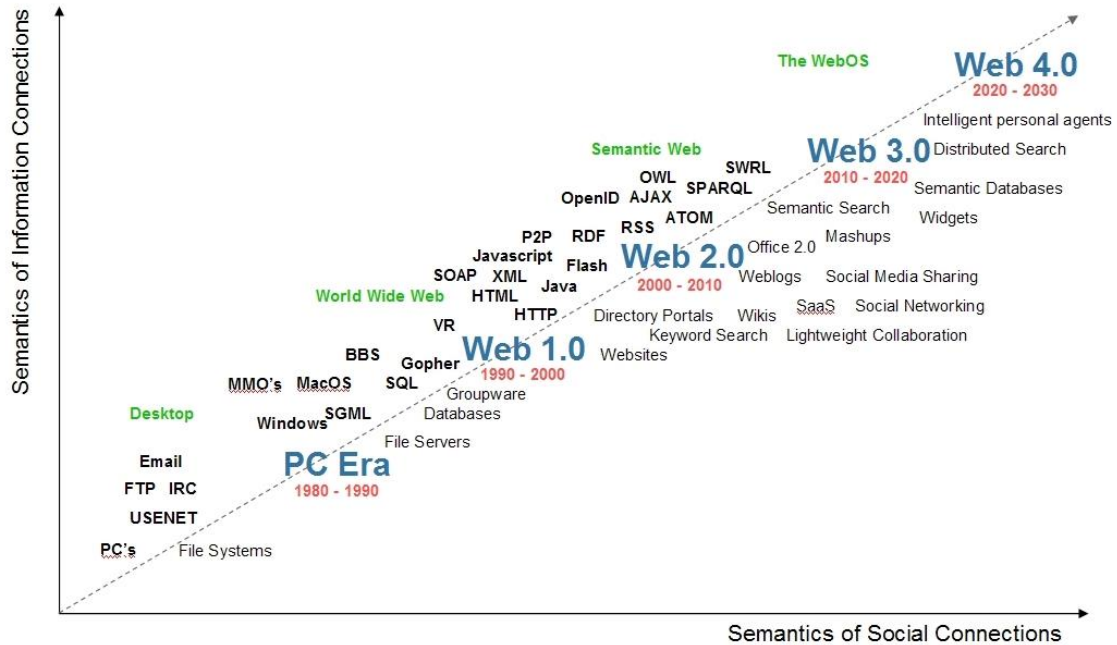 Semantics of Information Connections
The WebOS
Web 4.0
2020 - 2030
Intelligent personal agents
Semantic Web
Web 3.0
Distributed Search
2010 - 2020
SWRL
OWL
SPARQL
Semantic Databases
OpenID
AJAX
Semantic Search
Widgets
ATOM
RSS
P2P
RDF
Mashups
Office 2.0
Javascript
Flash
Web 2.0
2000 - 2010
SOAP
XML
Java
Weblogs
Social Media Sharing
World Wide Web
HTML
HTTP
SaaS
Social Networking
Directory Portals
Wikis
VR
Keyword Search
Lightweight Collaboration
BBS
Gopher
Web 1.0
1990 - 2000
Websites
MMO's
MacOS
SQL
Groupware
Desktop
Windows
SGML
Databases
File Servers
Email
PC Era
1980 - 1990
FTP
IRC
USENET
PC's
File Systems
Semantics of Social Connections